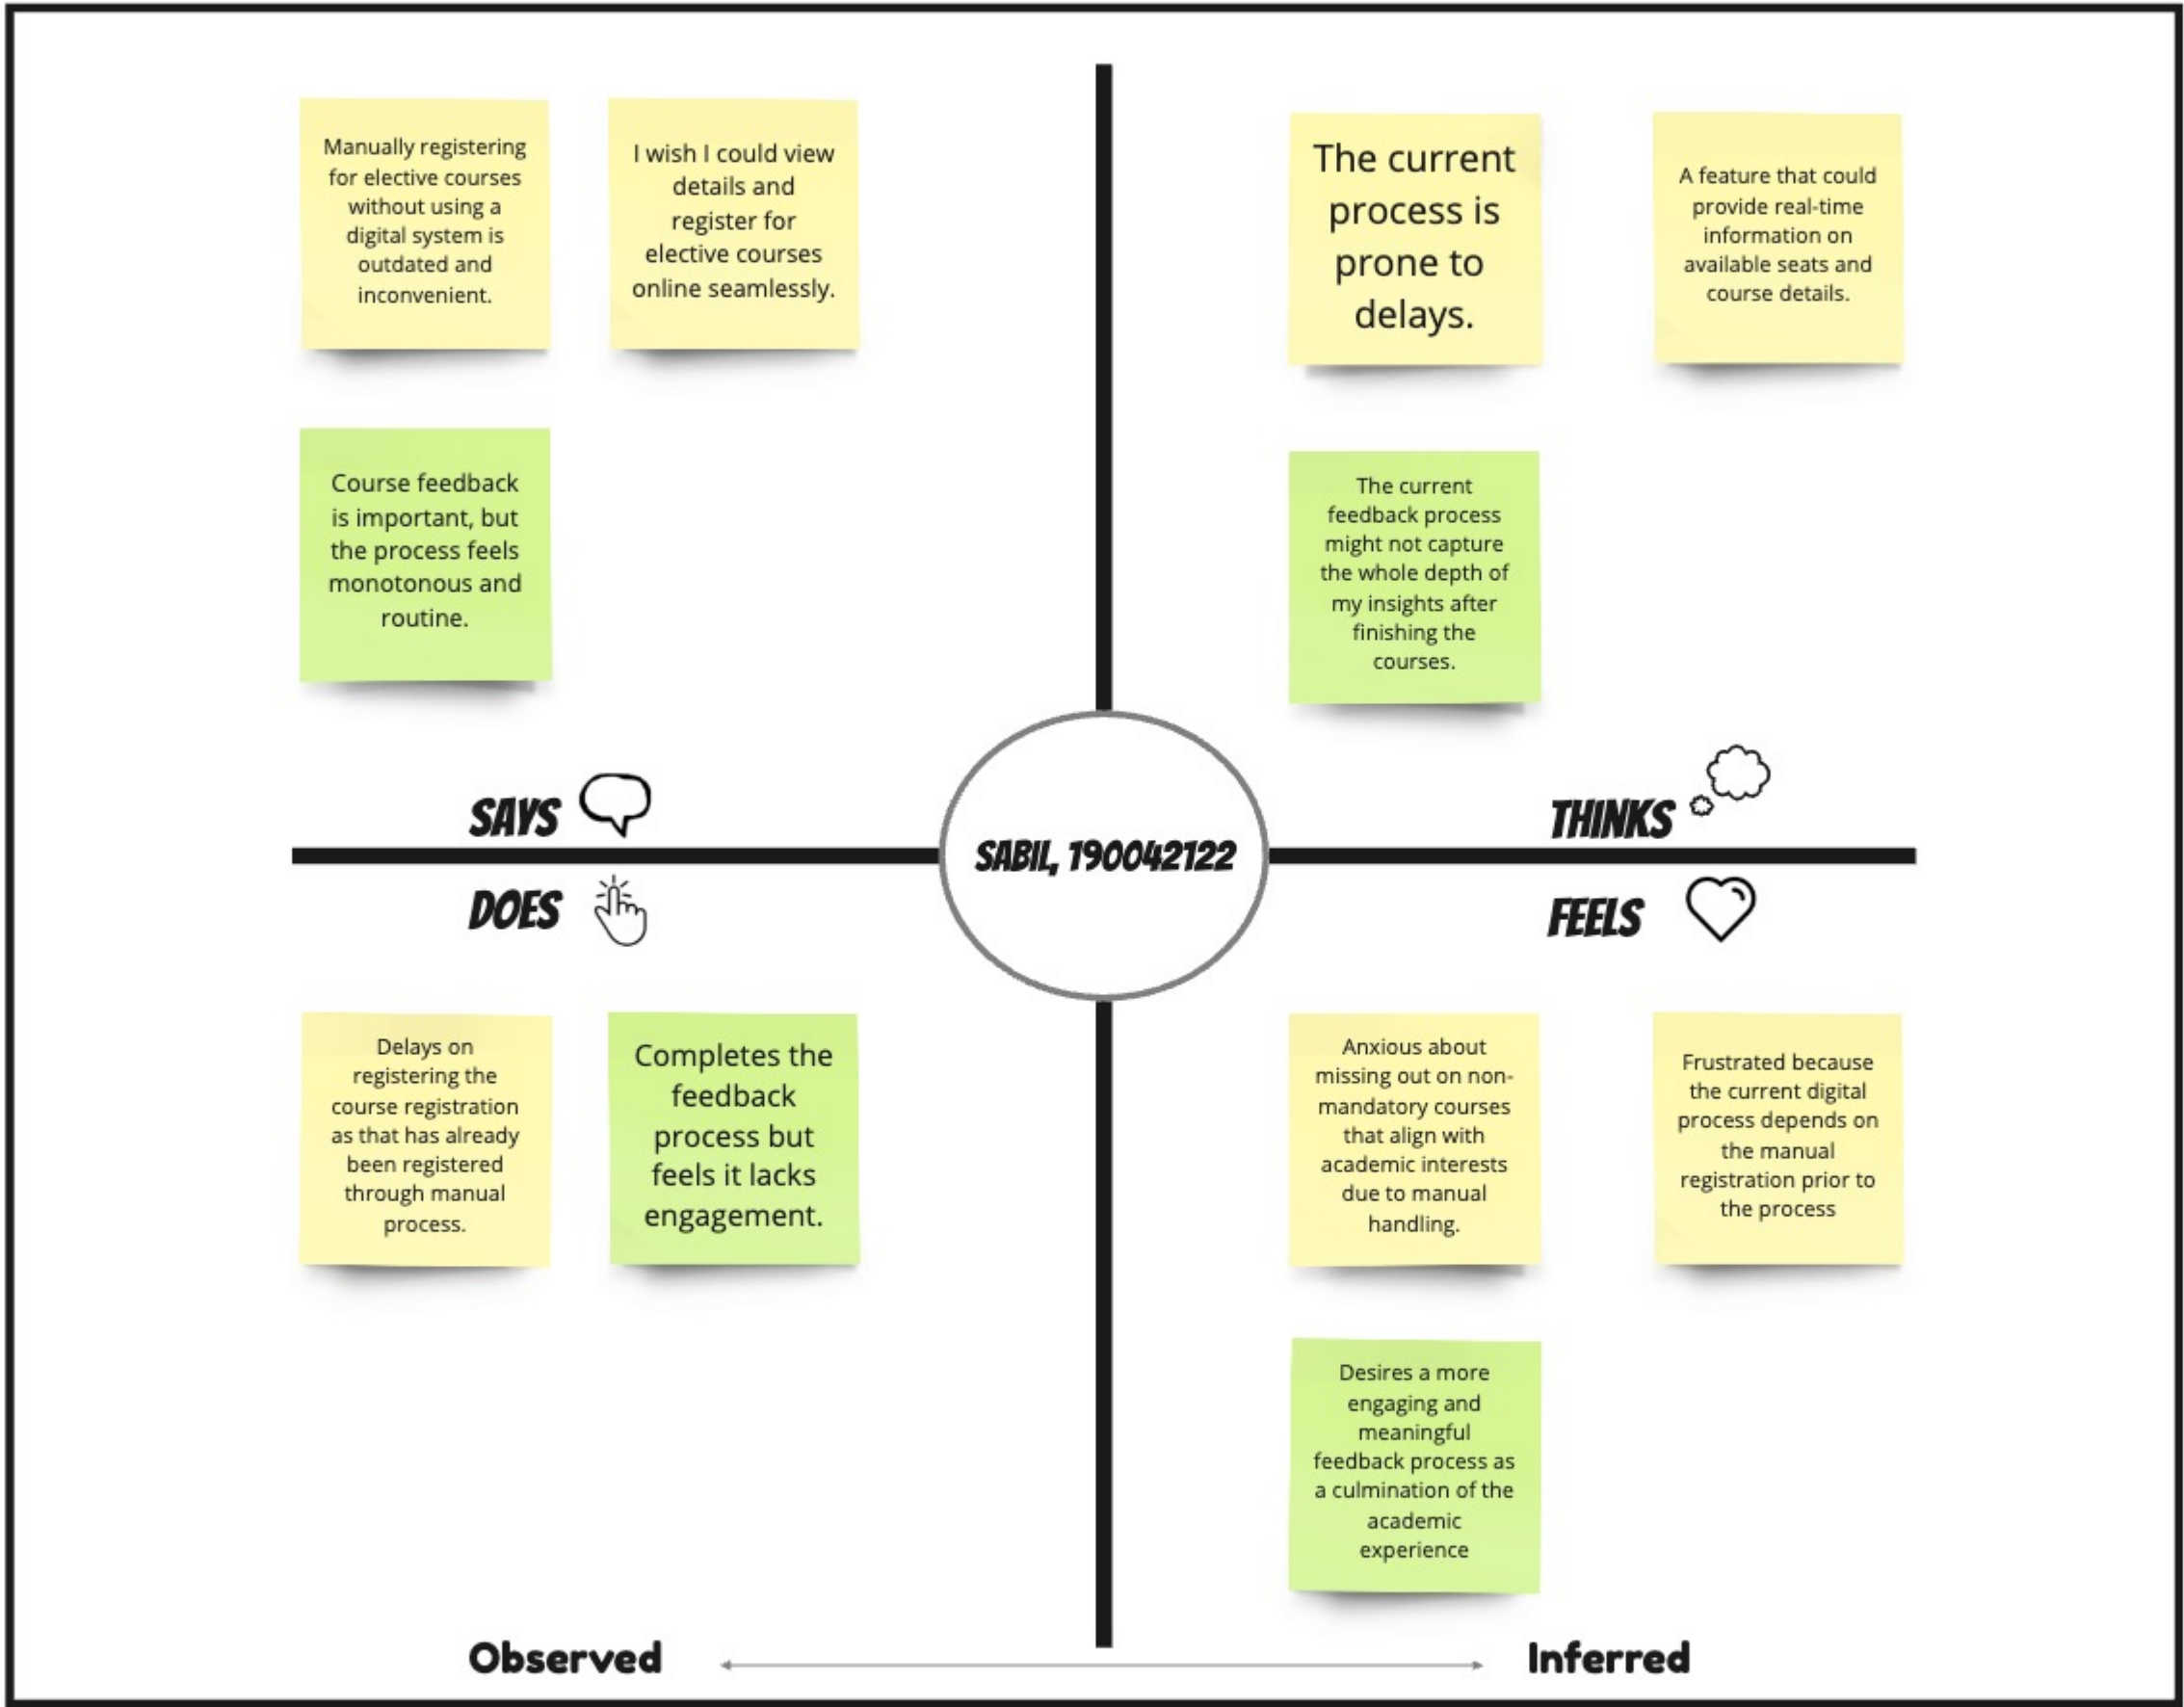 Manually registering
for elective courses
without using a
digital system is
outdated and
inconvenient.
I wish I could view
details and
register for
elective courses
online seamlessly.
Course feedback
is important, but
the process feels
monotonous and
routine.
SAYS
The current
process is
prone to
delays.
A feature that could
provide real-time
information on
available seats and
course details.
The current
feedback process
might not capture
the whole depth of
my insights after
finishing the
courses.
THINKS
SABIL, 190042122
DOES
Delays on
registering the
course registration
as that has already
been registered
through manual
process.
Completes the
feedback
process but
feels it lacks
engagement.
FEELS
Anxious about
missing out on non-
mandatory courses
that align with
academic interests
due to manual
handling.
Frustrated because
the current digital
process depends on
the manual
registration prior to
the process
Desires a more
engaging and
meaningful
feedback process as
a culmination of the
academic
experience
Observed
Inferred